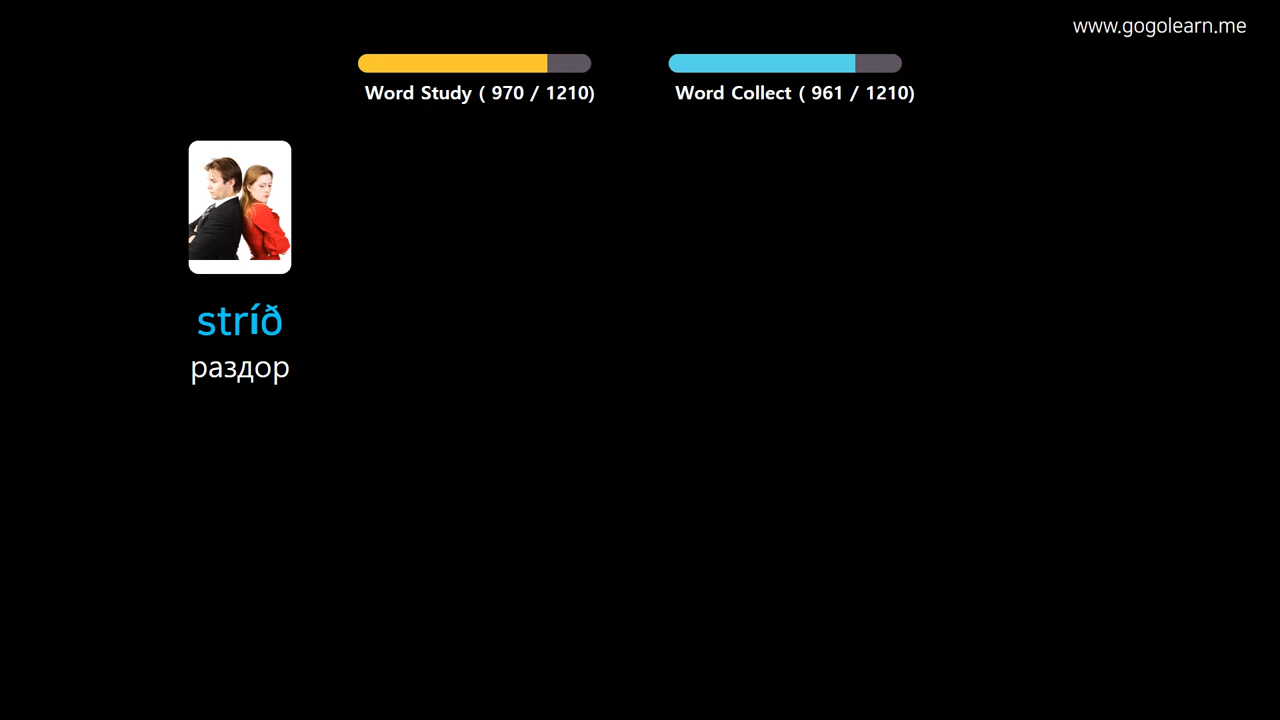 www.gogolearn.me
Word Study ( 970 / 1210)
Word Collect ( 961 / 1210)
stríð
раздор